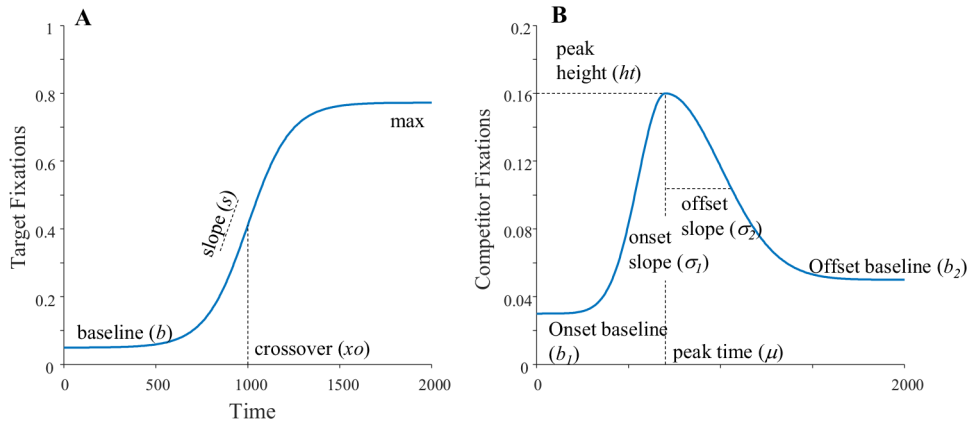 A
1
0.8
0.6
0.4
0.2
0
Target Fixations
max
slope (s)
baseline (b)
crossover (xo)
0
500
1000
1500
2000
Time
B
0.2
0.16
0.12
0.08
0.04
0
Competitor Fixations
peak
height (ht)
offset
slope (σ2)
onset
slope (σ1)
Offset baseline (b2)
Onset baseline
(b1)
peak time (μ)
0
2000